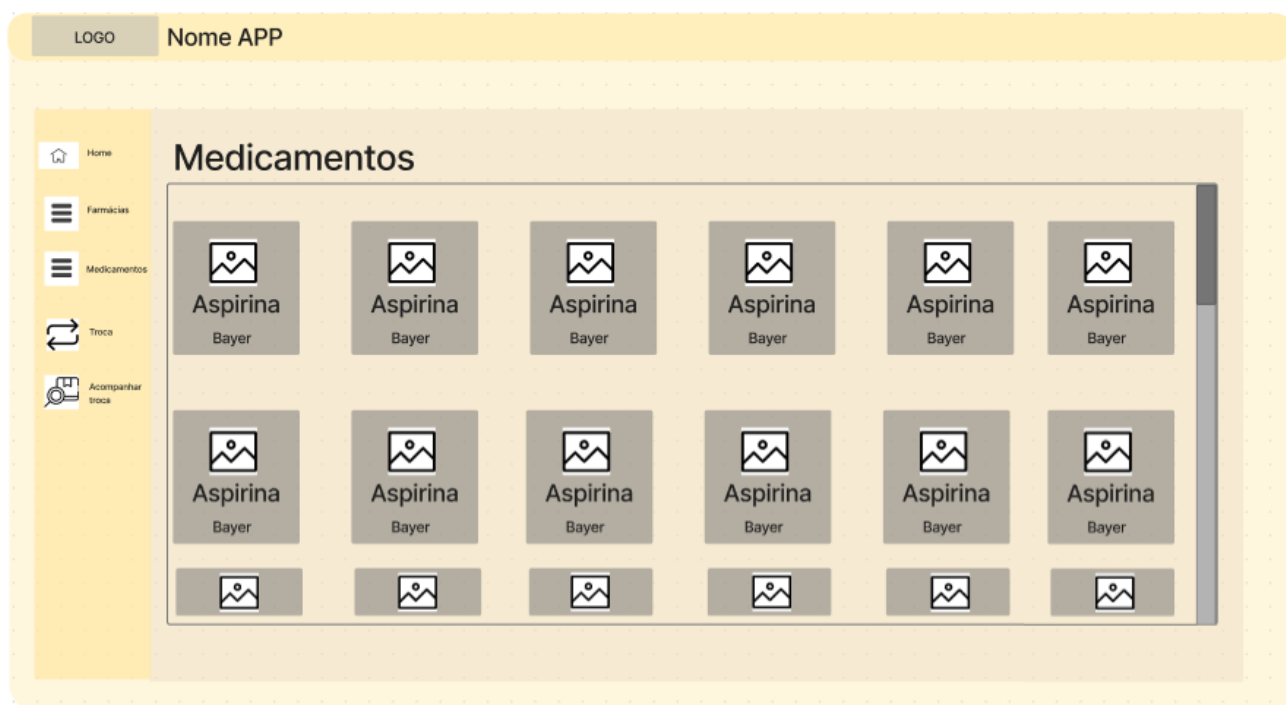 LOGO
Nome APP
Home
Farmácias
Medicamentos
Troca
Acompanhar
troca
Medicamentos
Aspirina Aspirina Aspirina Aspirina Aspirina Aspirina
Bayer Bayer Bayer Bayer Bayer Bayer
Aspirina Aspirina Aspirina Aspirina Aspirina Aspirina
Bayer Bayer Bayer Bayer Bayer Bayer